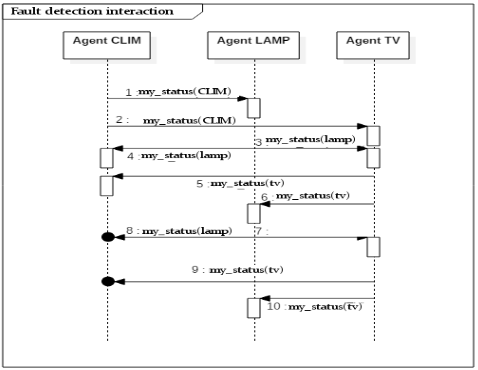 Fault detection interaction
Agent CLIM
Agent LAMP
Agent TV
1 :my_status(CLIM)
2 : my_status(CLIM)
3 my_status(lamp)
4 :my_status(lamp)
5 :my_status(tv)
6 :my_status(tv)
8 :my_status(lamp) 7 :
9 : my_status(tv)
10 :my_status(tv)